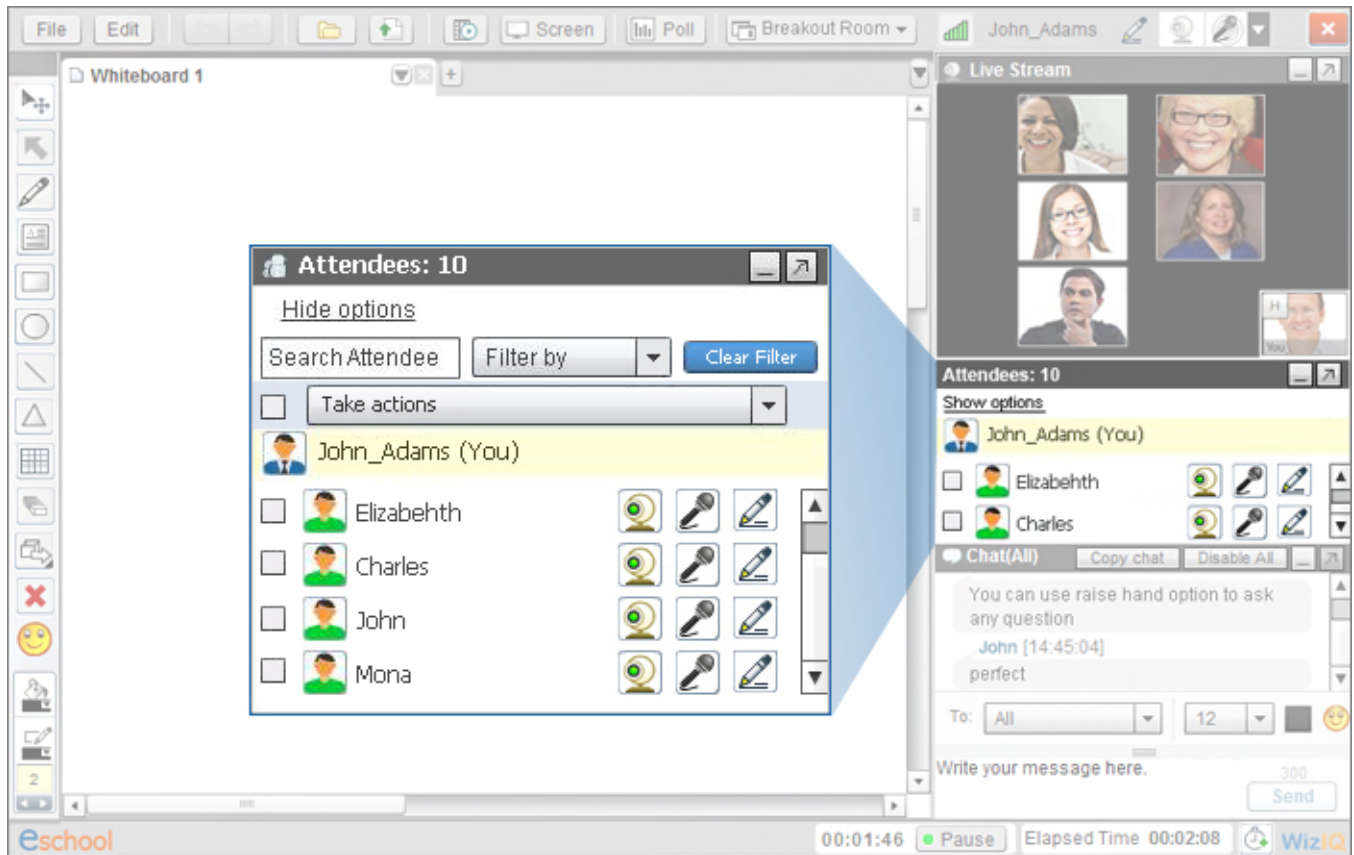 File Edit Screen Poll Breakout Room John_Adams
Whiteboard 1
Live Stream
H
You
Attendees: 10
Hide options
Search Attendee Filter by Clear Filter
Take actions
John_Adams (You)
Elizabehth
Charles
John
Mona
Attendees: 10
Show options
John_Adams (You)
Elizabehth
Charles
Chat(All) Copy chat Disable All
You can use raise hand option to ask
any question
John [14:45:04]
perfect
To: All 12
Write your message here.
300
Send
2
eschool 00:01:46 Pause Elapsed Time 00:02:08 WizIQ